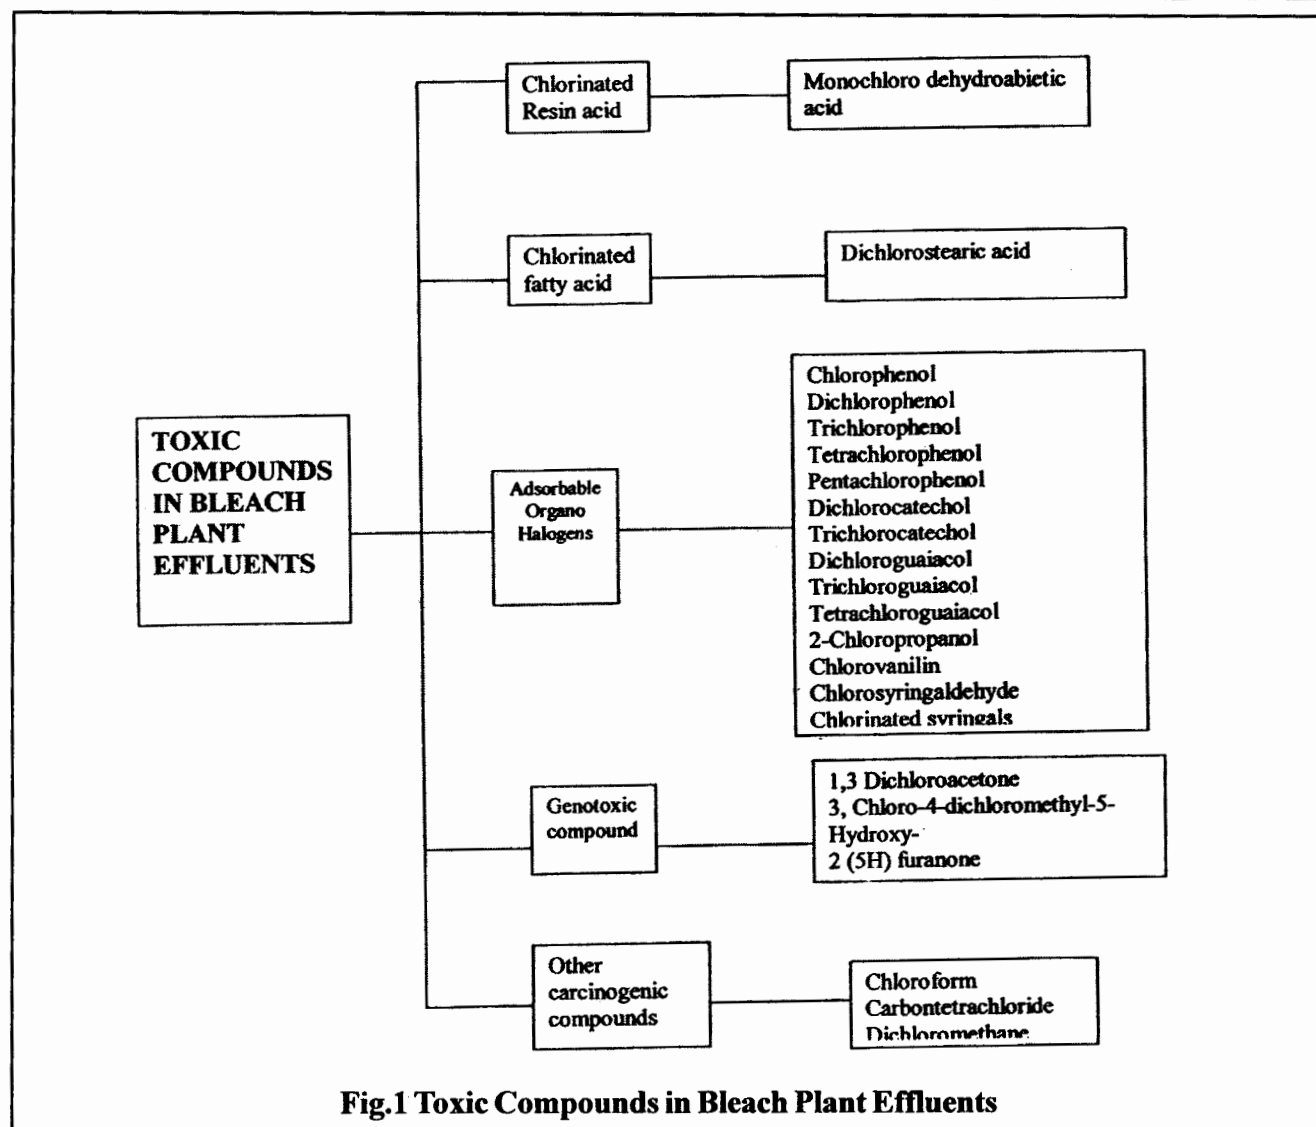 Chlorinated
Resin acid
Monochloro dehydroabietic
acid
Chlorinated
fatty acid
Dichlorostearic acid
TOXIC
COMPOUNDS
IN BLEACH
PLANT
EFFLUENTS
Adsorbable
Organo
Halogens
Chlorophenol
Dichlorophenol
Trichlorophenol
Tetrachlorophenol
Pentachlorophenol
Dichlorocatechol
Trichlorocatechol
Dichloroguaiacol
Trichloroguaiacol
Tetrachloroguaiacol
2-Chloropropanol
Chlorovanilin
Chlorosyringaldehyde
Chlorinated syringals
Genotoxic
compound
1,3 Dichloroacetone
3, Chloro-4-dichloromethyl-5-
Hydroxy-
2 (5H) furanone
Other
carcinogenic
compounds
Chloroform
Carbontetrachloride
Dichloromethane
Fig.1 Toxic Compounds in Bleach Plant Effluents